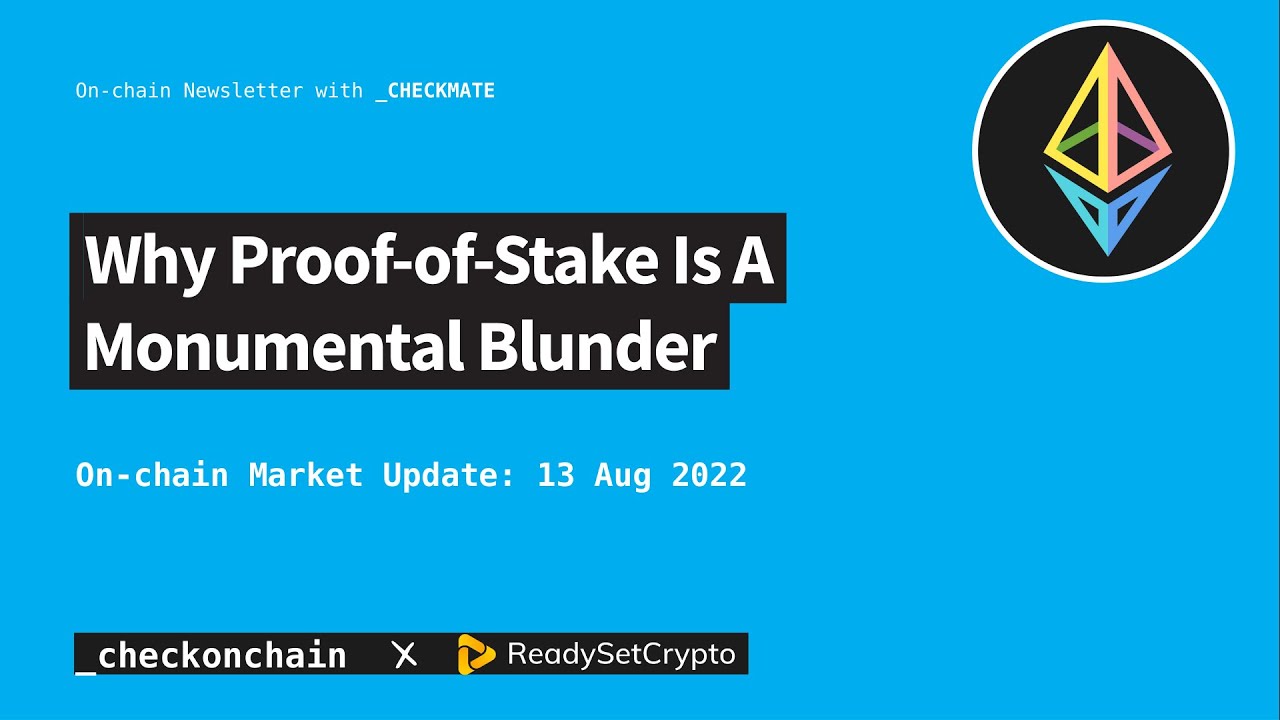 On-chain Newsletter with _CHECKMATE
Why Proof-of-Stake Is A
Monumental Blunder
On-chain Market Update: 13 Aug 2022
_checkonchain X ReadySetCrypto